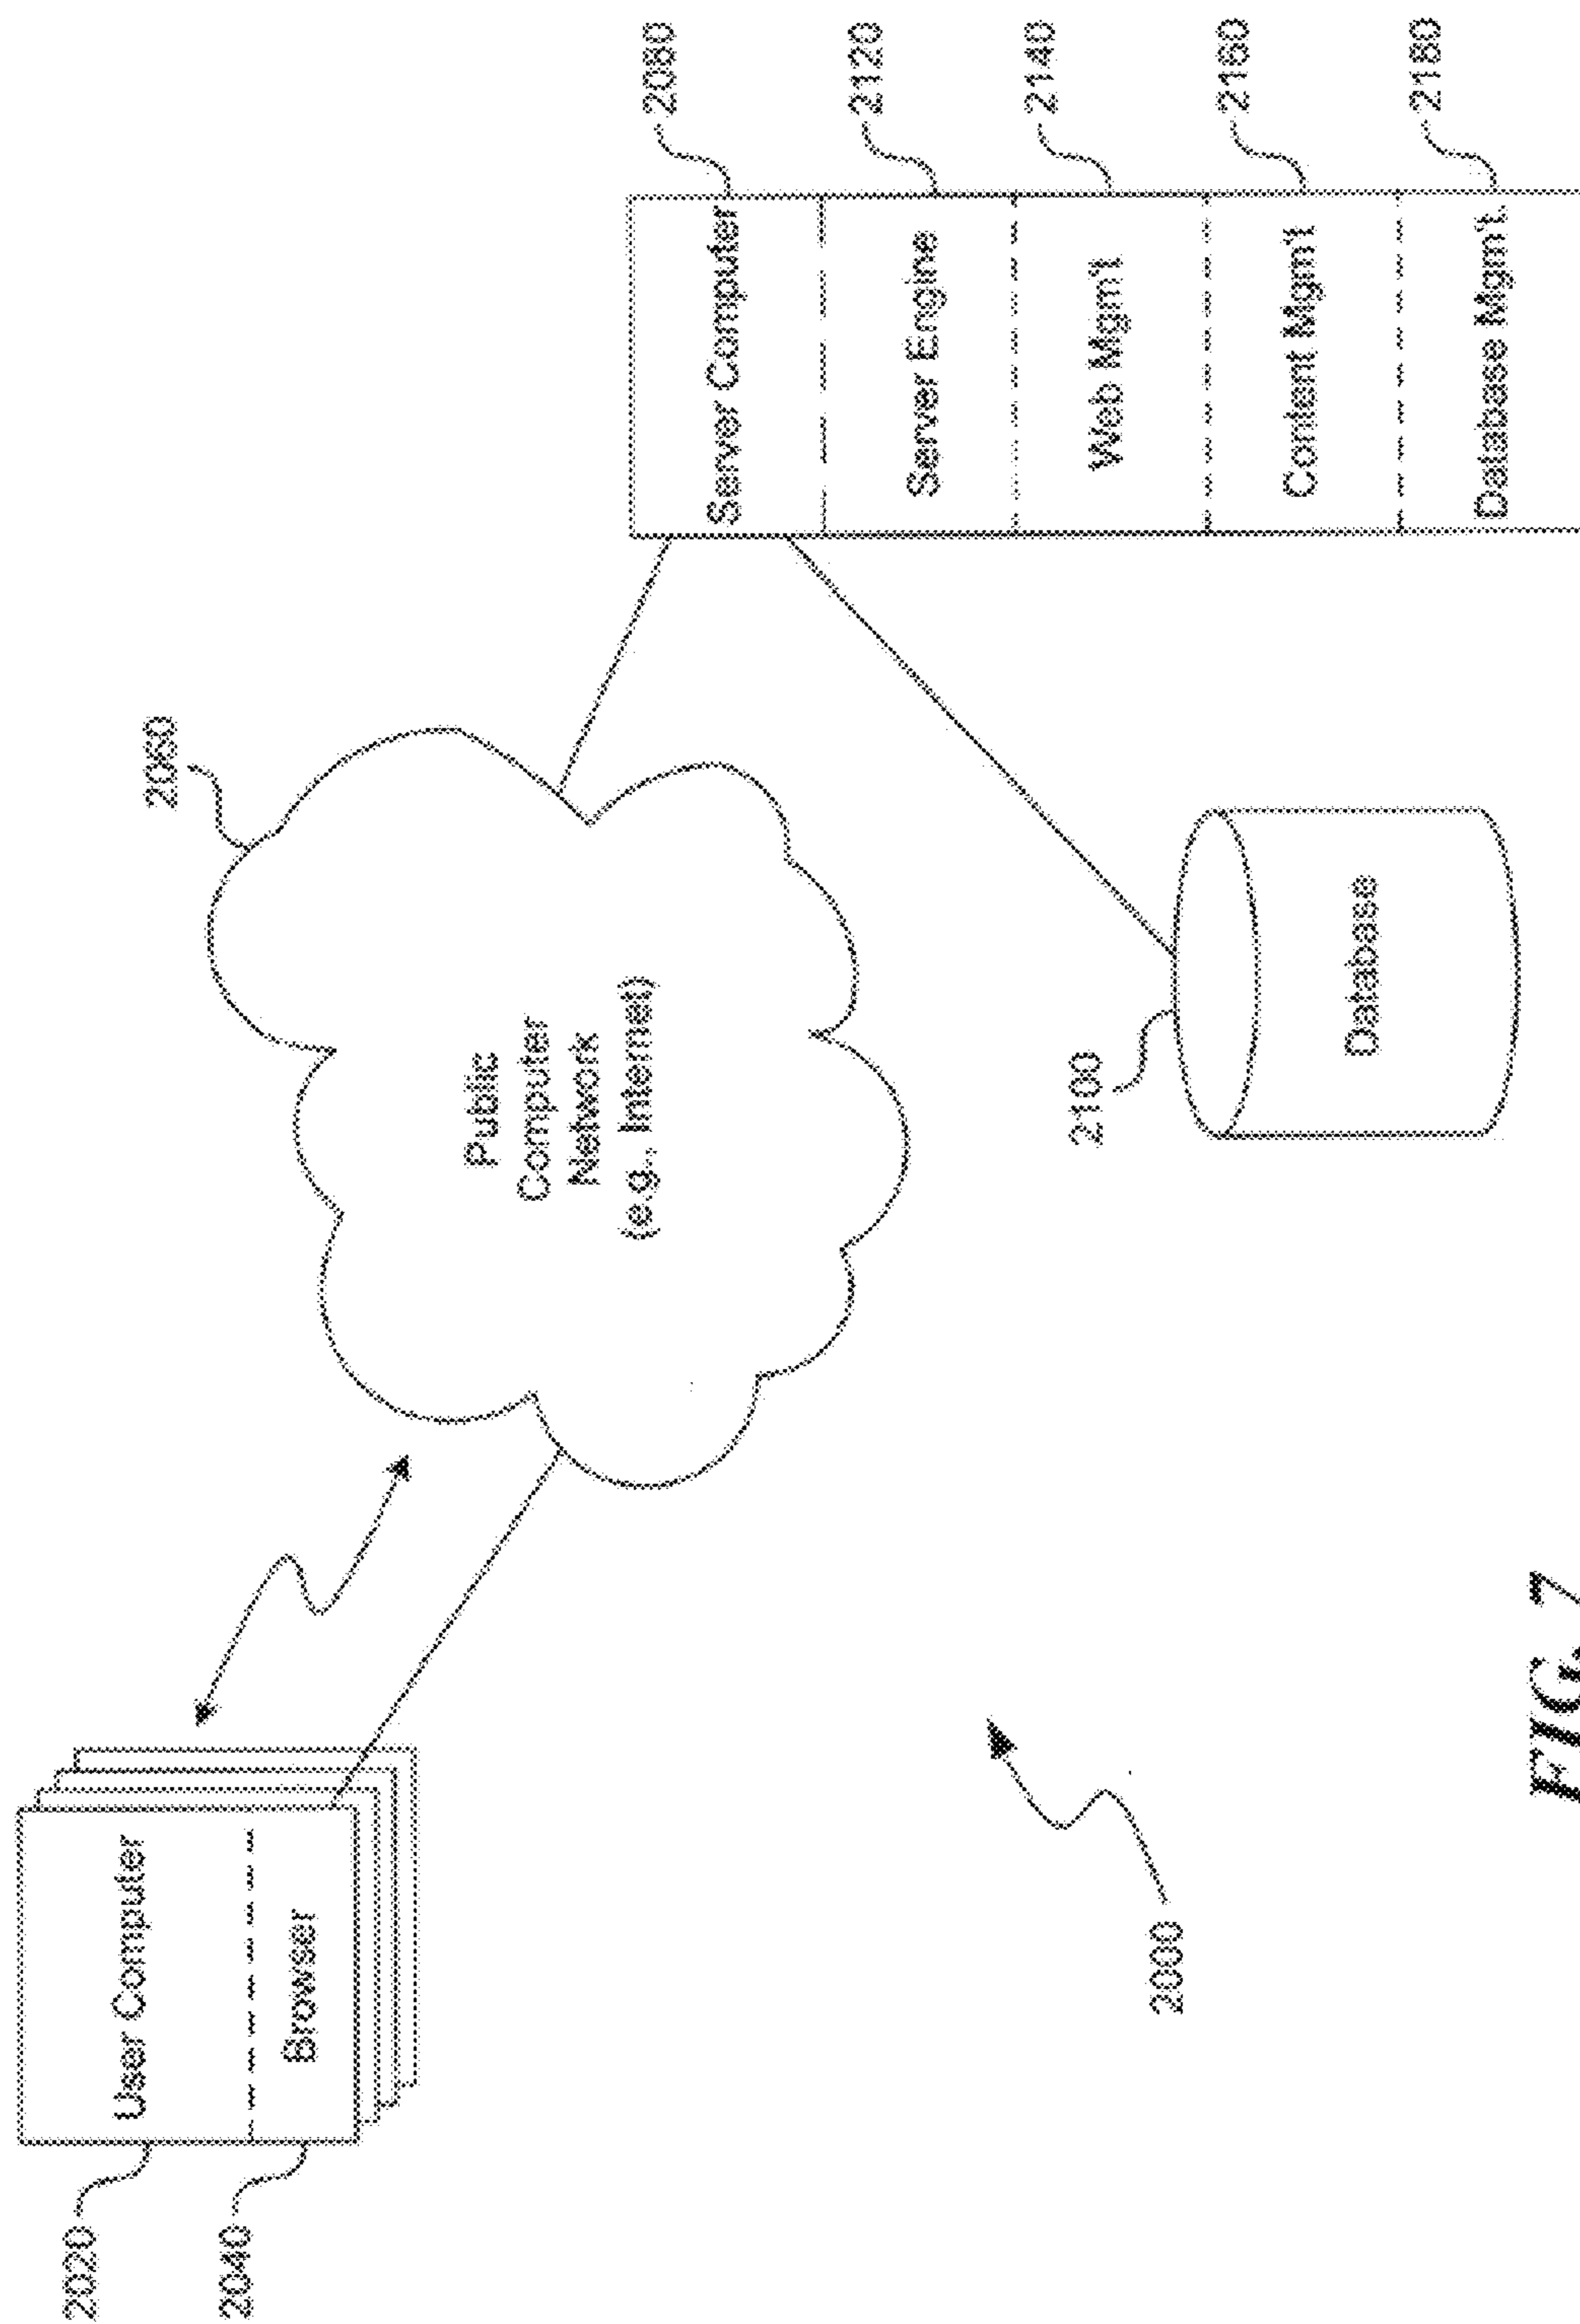 2020
User Computer
2040
Browser
2060
Public
Computer
Network
(e.g., Internet)
2080
Server Computer
2120
Server Engine
2140
Web Mgm't
2160
Content Mgm't
2180
Database Mgm't.
2100
Database
2000
FIG. 7